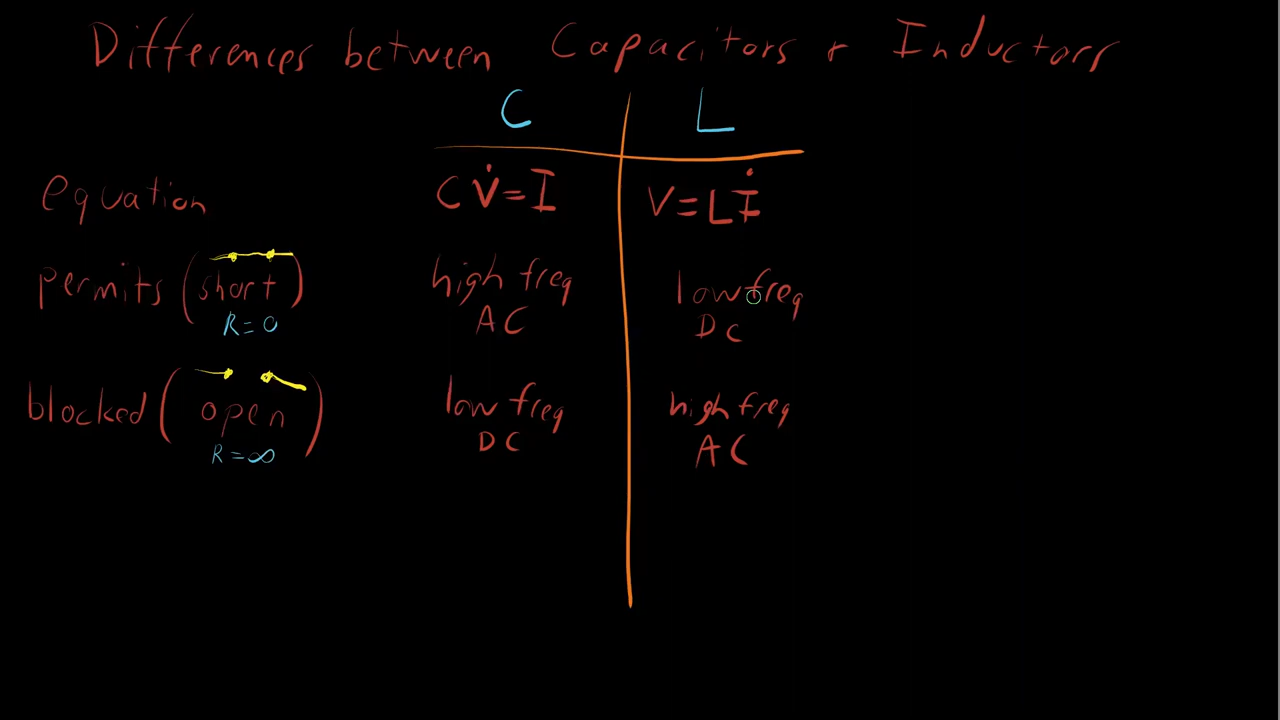 Differences between Capacitors + Inductors
C L
equation CV̇=I V=Lİ
permits (short) high freq low freq
R=0 AC DC
blocked (open) low freq high freq
R=∞ DC AC